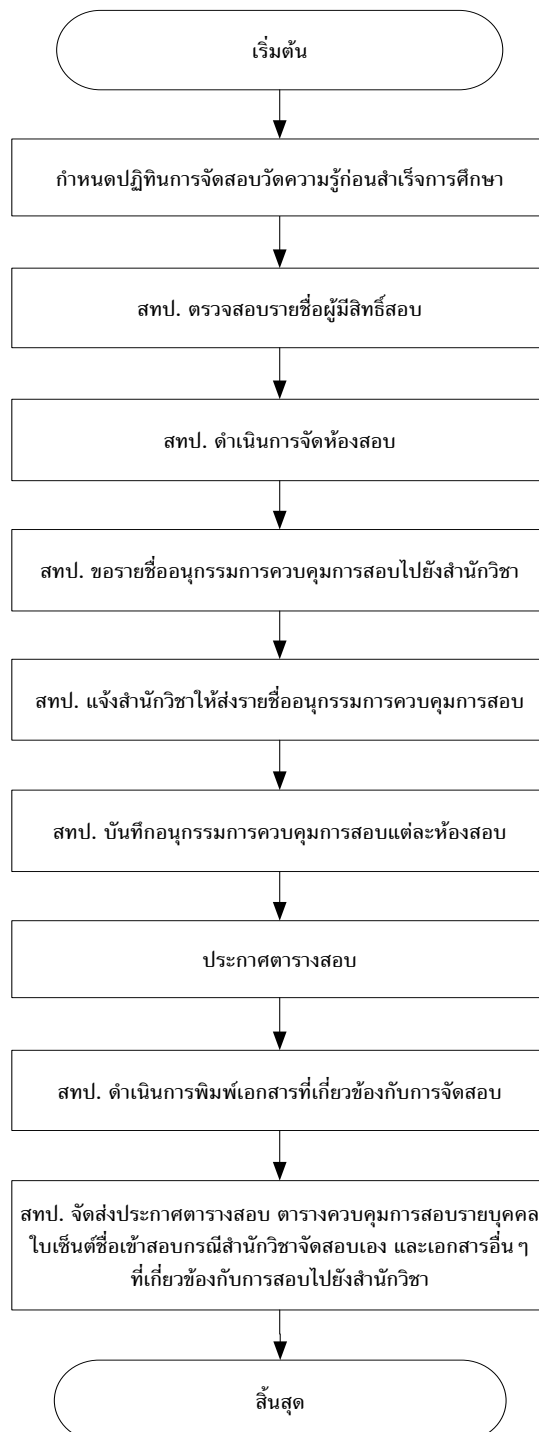 เริ่มต้น
กำหนดปฏิทินการจัดสอบวัดความรู้ก่อนสำเร็จการศึกษา
สทป. ตรวจสอบรายชื่อผู้มีสิทธิ์สอบ
สทป. ดำเนินการจัดห้องสอบ
สทป. ขอรายชื่ออนุกรรมการควบคุมการสอบไปยังสำนักวิชา
สทป. แจ้งสำนักวิชาให้ส่งรายชื่ออนุกรรมการควบคุมการสอบ
สทป. บันทึกอนุกรรมการควบคุมการสอบแต่ละห้องสอบ
ประกาศตารางสอบ
สทป. ดำเนินการพิมพ์เอกสารที่เกี่ยวข้องกับการจัดสอบ
สทป. จัดส่งประกาศตารางสอบ ตารางควบคุมการสอบรายบุคคล
ใบเซ็นต์ชื่อเข้าสอบกรณีสำนักวิชาจัดสอบเอง และเอกสารอื่น ๆ
ที่เกี่ยวข้องกับการสอบไปยังสำนักวิชา
สิ้นสุด